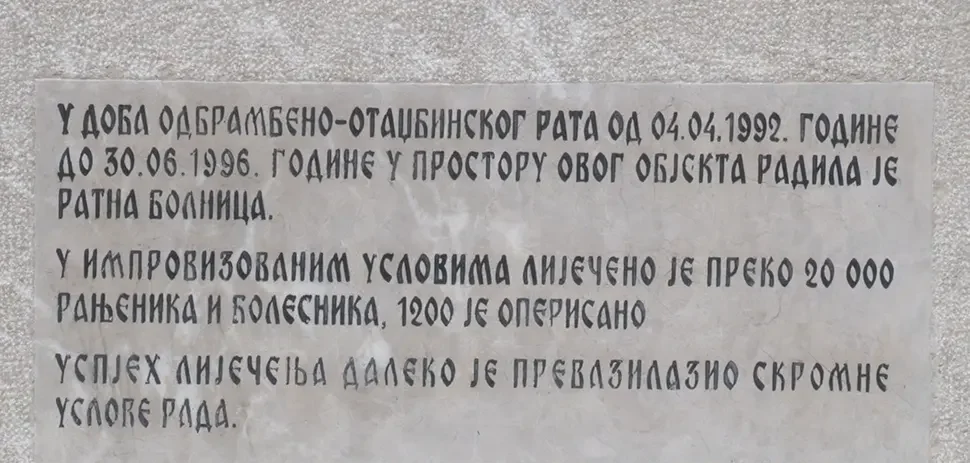 У ДОБА ОДБРАМБЕНО-ОТАЏБИНСКОГ РАТА ОД 04.04.1992. ГОДИНЕ
ДО 30.06.1996. ГОДИНЕ У ПРОСТОРУ ОВОГ ОБЈЕКТА РАДИЛА ЈЕ
РАТНА БОЛНИЦА.
У ИМПРОВИЗОВАНИМ УСЛОВИМА ЛИЈЕЧЕНО ЈЕ ПРЕКО 20 000
РАЊЕНИКА И БОЛЕСНИКА, 1200 ЈЕ ОПЕРИСАНО
УСПЈЕХ ЛИЈЕЧЕЊА ДАЛЕКО ЈЕ ПРЕВАЗИЛАЗИО СКРОМНЕ
УСЛОВЕ РАДА.